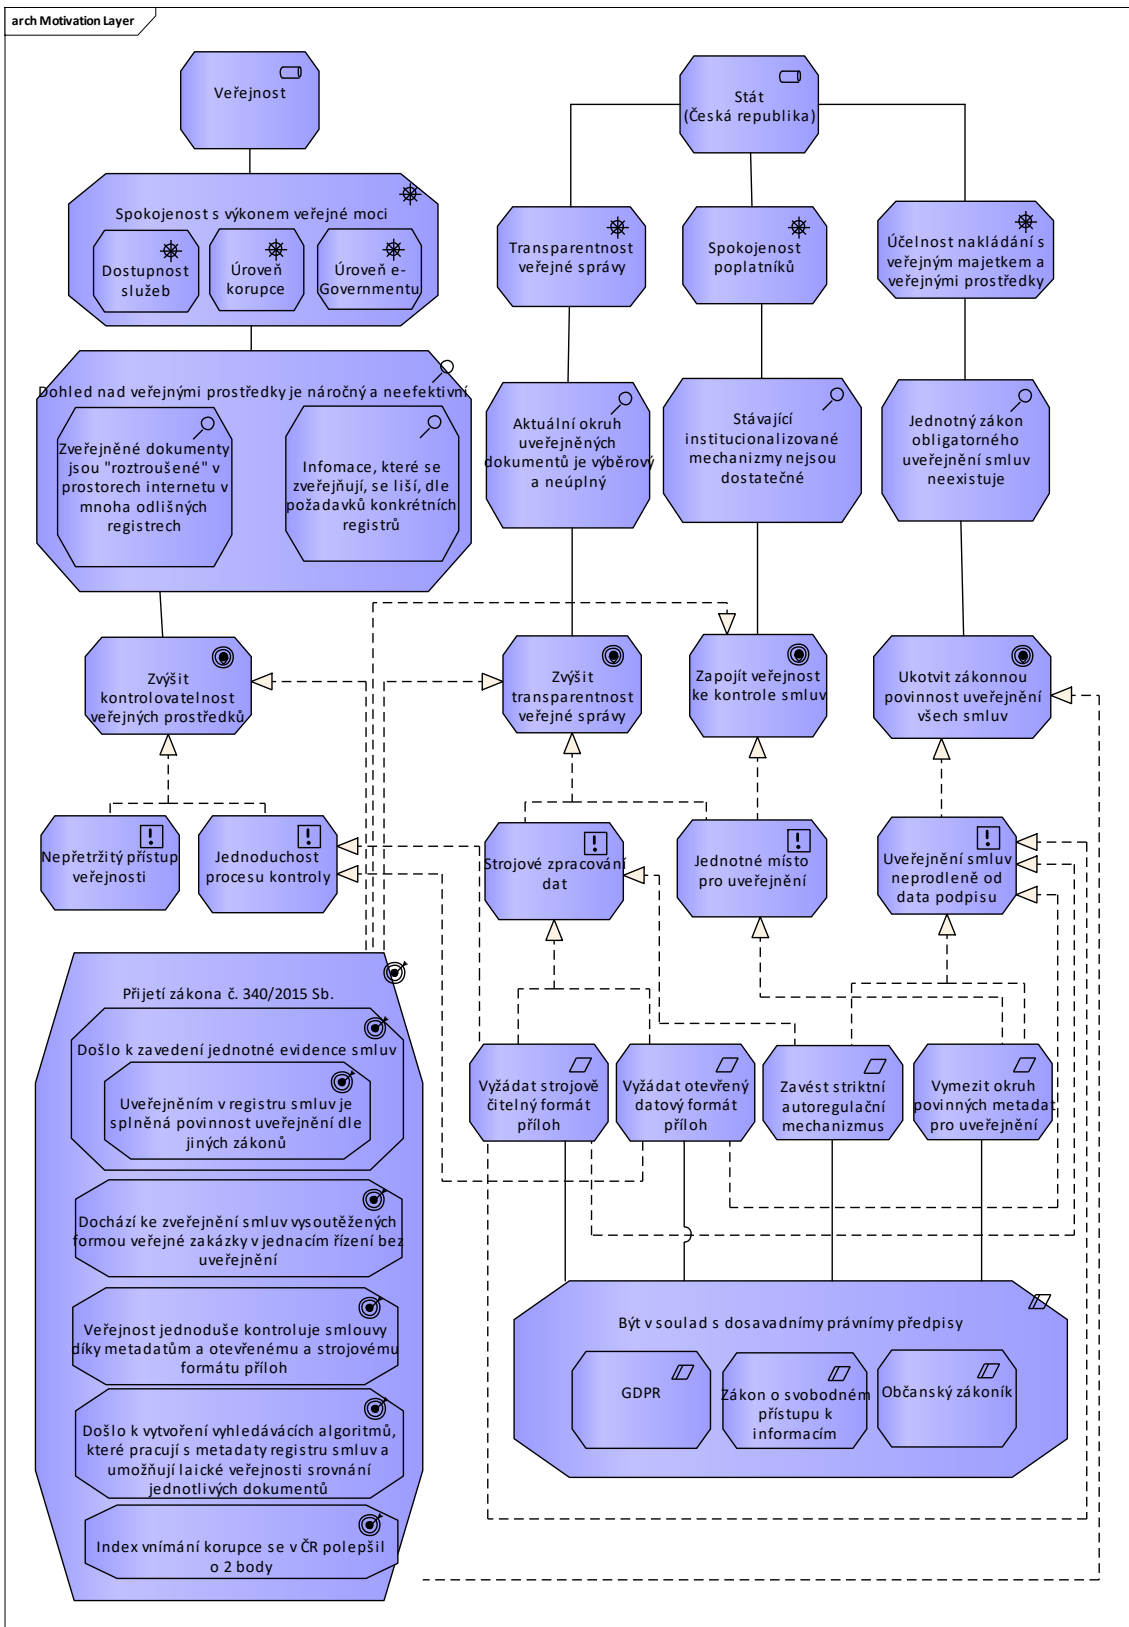 arch Motivation Layer
Veřejnost
Stát
(Česká republika)
Spokojenost s výkonem veřejné moci
Dostupnost
služeb
Úroveň
korupce
Úroveň e-
Governmentu
Transparentnost
veřejné správy
Spokojenost
poplatníků
Účelnost nakládání s
veřejným majetkem a
veřejnými prostředky
Dohled nad veřejnými prostředky je náročný a neefektivní
Zveřejněné dokumenty
jsou "roztroušené" v
prostorech internetu v
mnoha odlišných
registrech
Infomace, které se
zveřejňují, se liší, dle
požadavků konkrétních
registrů
Aktuální okruh
uveřejněných
dokumentů je výběrový
a neúplný
Stávající
institucionalizované
mechanizmy nejsou
dostatečné
Jednotný zákon
obligatorného
uveřejnění smluv
neexistuje
Zvýšit
kontrolovatelnost
veřejných prostředků
Zvýšit
transparentnost
veřejné správy
Zapojít veřejnost
ke kontrole smluv
Ukotvit zákonnou
povinnost uveřejnění
všech smluv
Nepřetržitý přístup
veřejnosti
Jednoduchost
procesu kontroly
Strojové zpracování
dat
Jednotné místo
pro uveřejnění
Uveřejnění smluv
neprodleně od
data podpisu
Přijetí zákona č. 340/2015 Sb.
Došlo k zavedení jednotné evidence smluv
Uveřejněním v registru smluv je
splněná povinnost uveřejnění dle
jiných zákonů
Dochází ke zveřejnění smluv vysoutěžených
formou veřejné zakázky v jednacím řízení bez
uveřejnění
Veřejnost jednoduše kontroluje smlouvy
díky metadatům a otevřenému a strojovému
formátu příloh
Došlo k vytvoření vyhledávácích algoritmů,
které pracují s metadaty registru smluv a
umožňují laické veřejnosti srovnání
jednotlivých dokumentů
Index vnímání korupce se v ČR polepšil
o 2 body
Vyžádát strojově
čitelný formát
příloh
Vyžádát otevřený
datový formát
příloh
Zavést striktní
autoregulační
mechanizmus
Vymezit okruh
povinných metadat
pro uveřejnění
Být v soulad s dosavadnímy právnímy předpisy
GDPR
Zákon o svobodném
přístupu k
informacím
Občanský zákoník